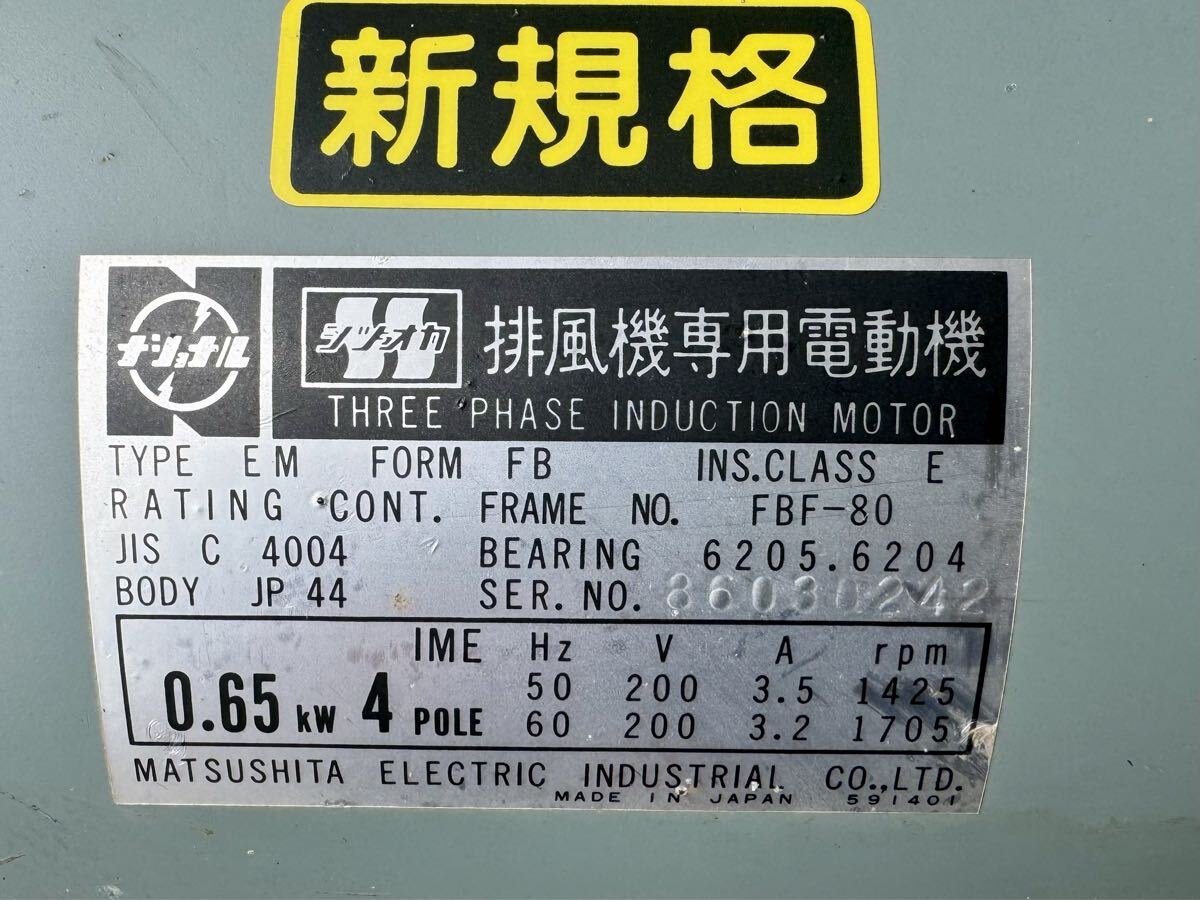 新規格
ナショナル
シヅオカ 排風機専用電動機
THREE PHASE INDUCTION MOTOR
TYPE EM FORM FB INS.CLASS E
RATING CONT. FRAME NO. FBF-80
JIS C 4004 BEARING 6205.6204
BODY JP 44 SER. NO. 86030242
IME Hz V A rpm
0.65 kW 4 POLE 50 200 3.5 1425
60 200 3.2 1705
MATSUSHITA ELECTRIC INDUSTRIAL CO.,LTD.
MADE IN JAPAN 591401